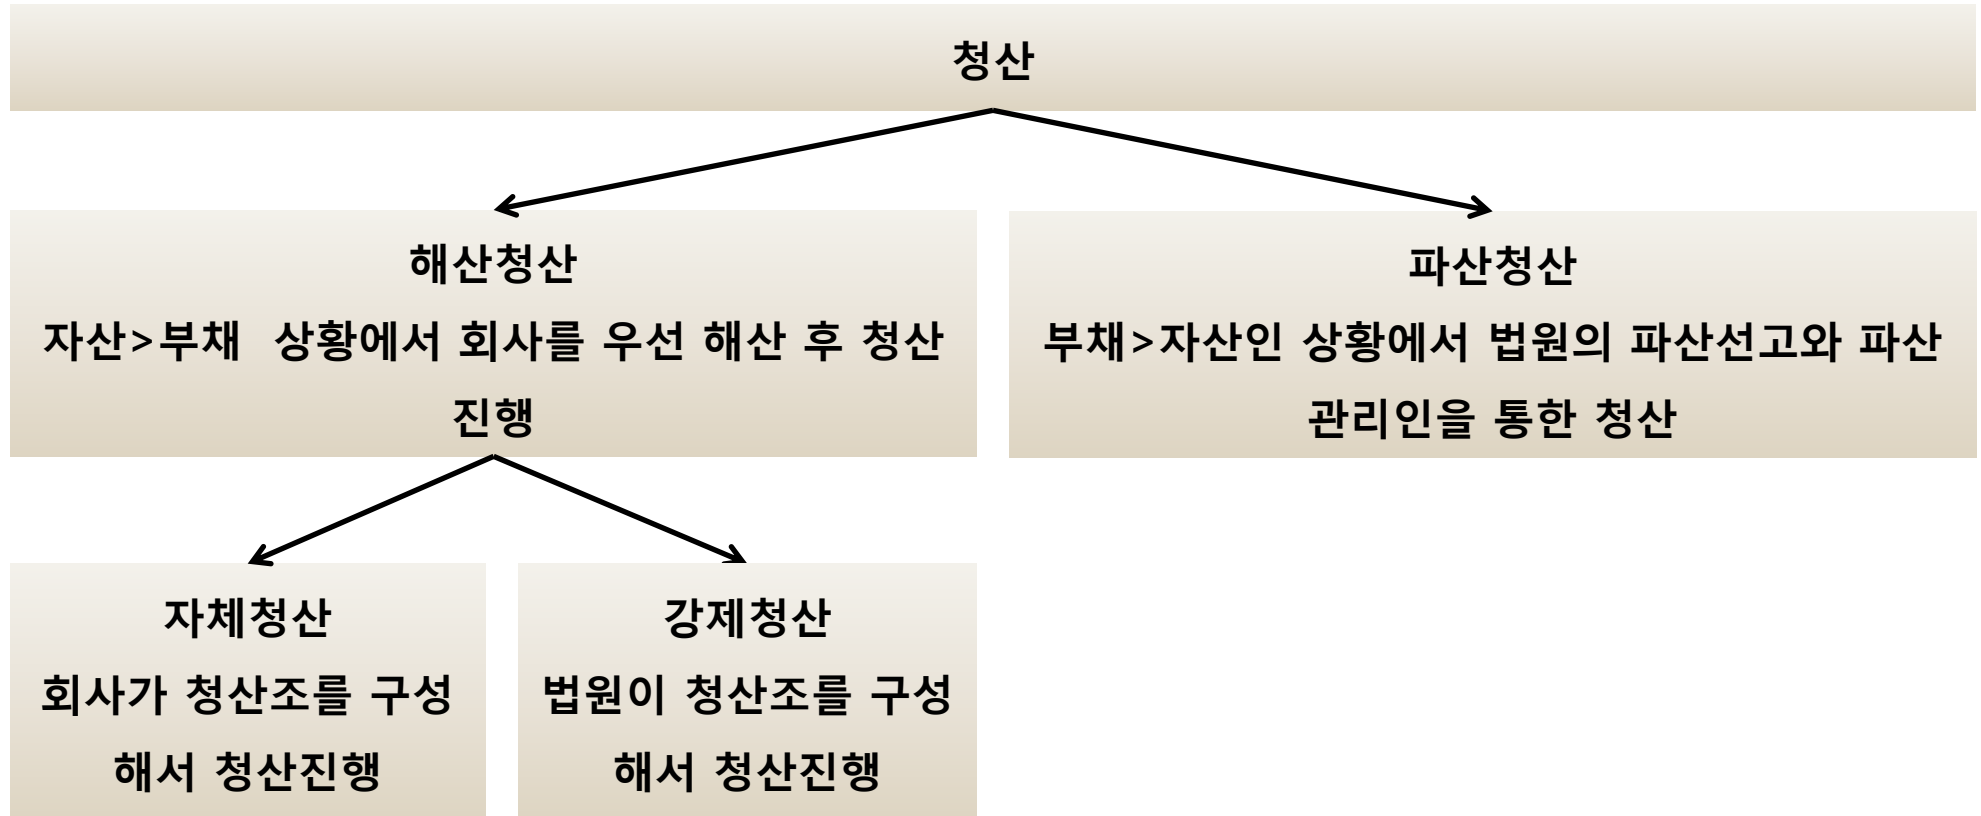 청산
해산청산
자산>부채 상황에서 회사를 우선 해산 후 청산
진행
파산청산
부채>자산인 상황에서 법원의 파산선고와 파산
관리인을 통한 청산
자체청산
회사가 청산조를 구성
해서 청산진행
강제청산
법원이 청산조를 구성
해서 청산진행